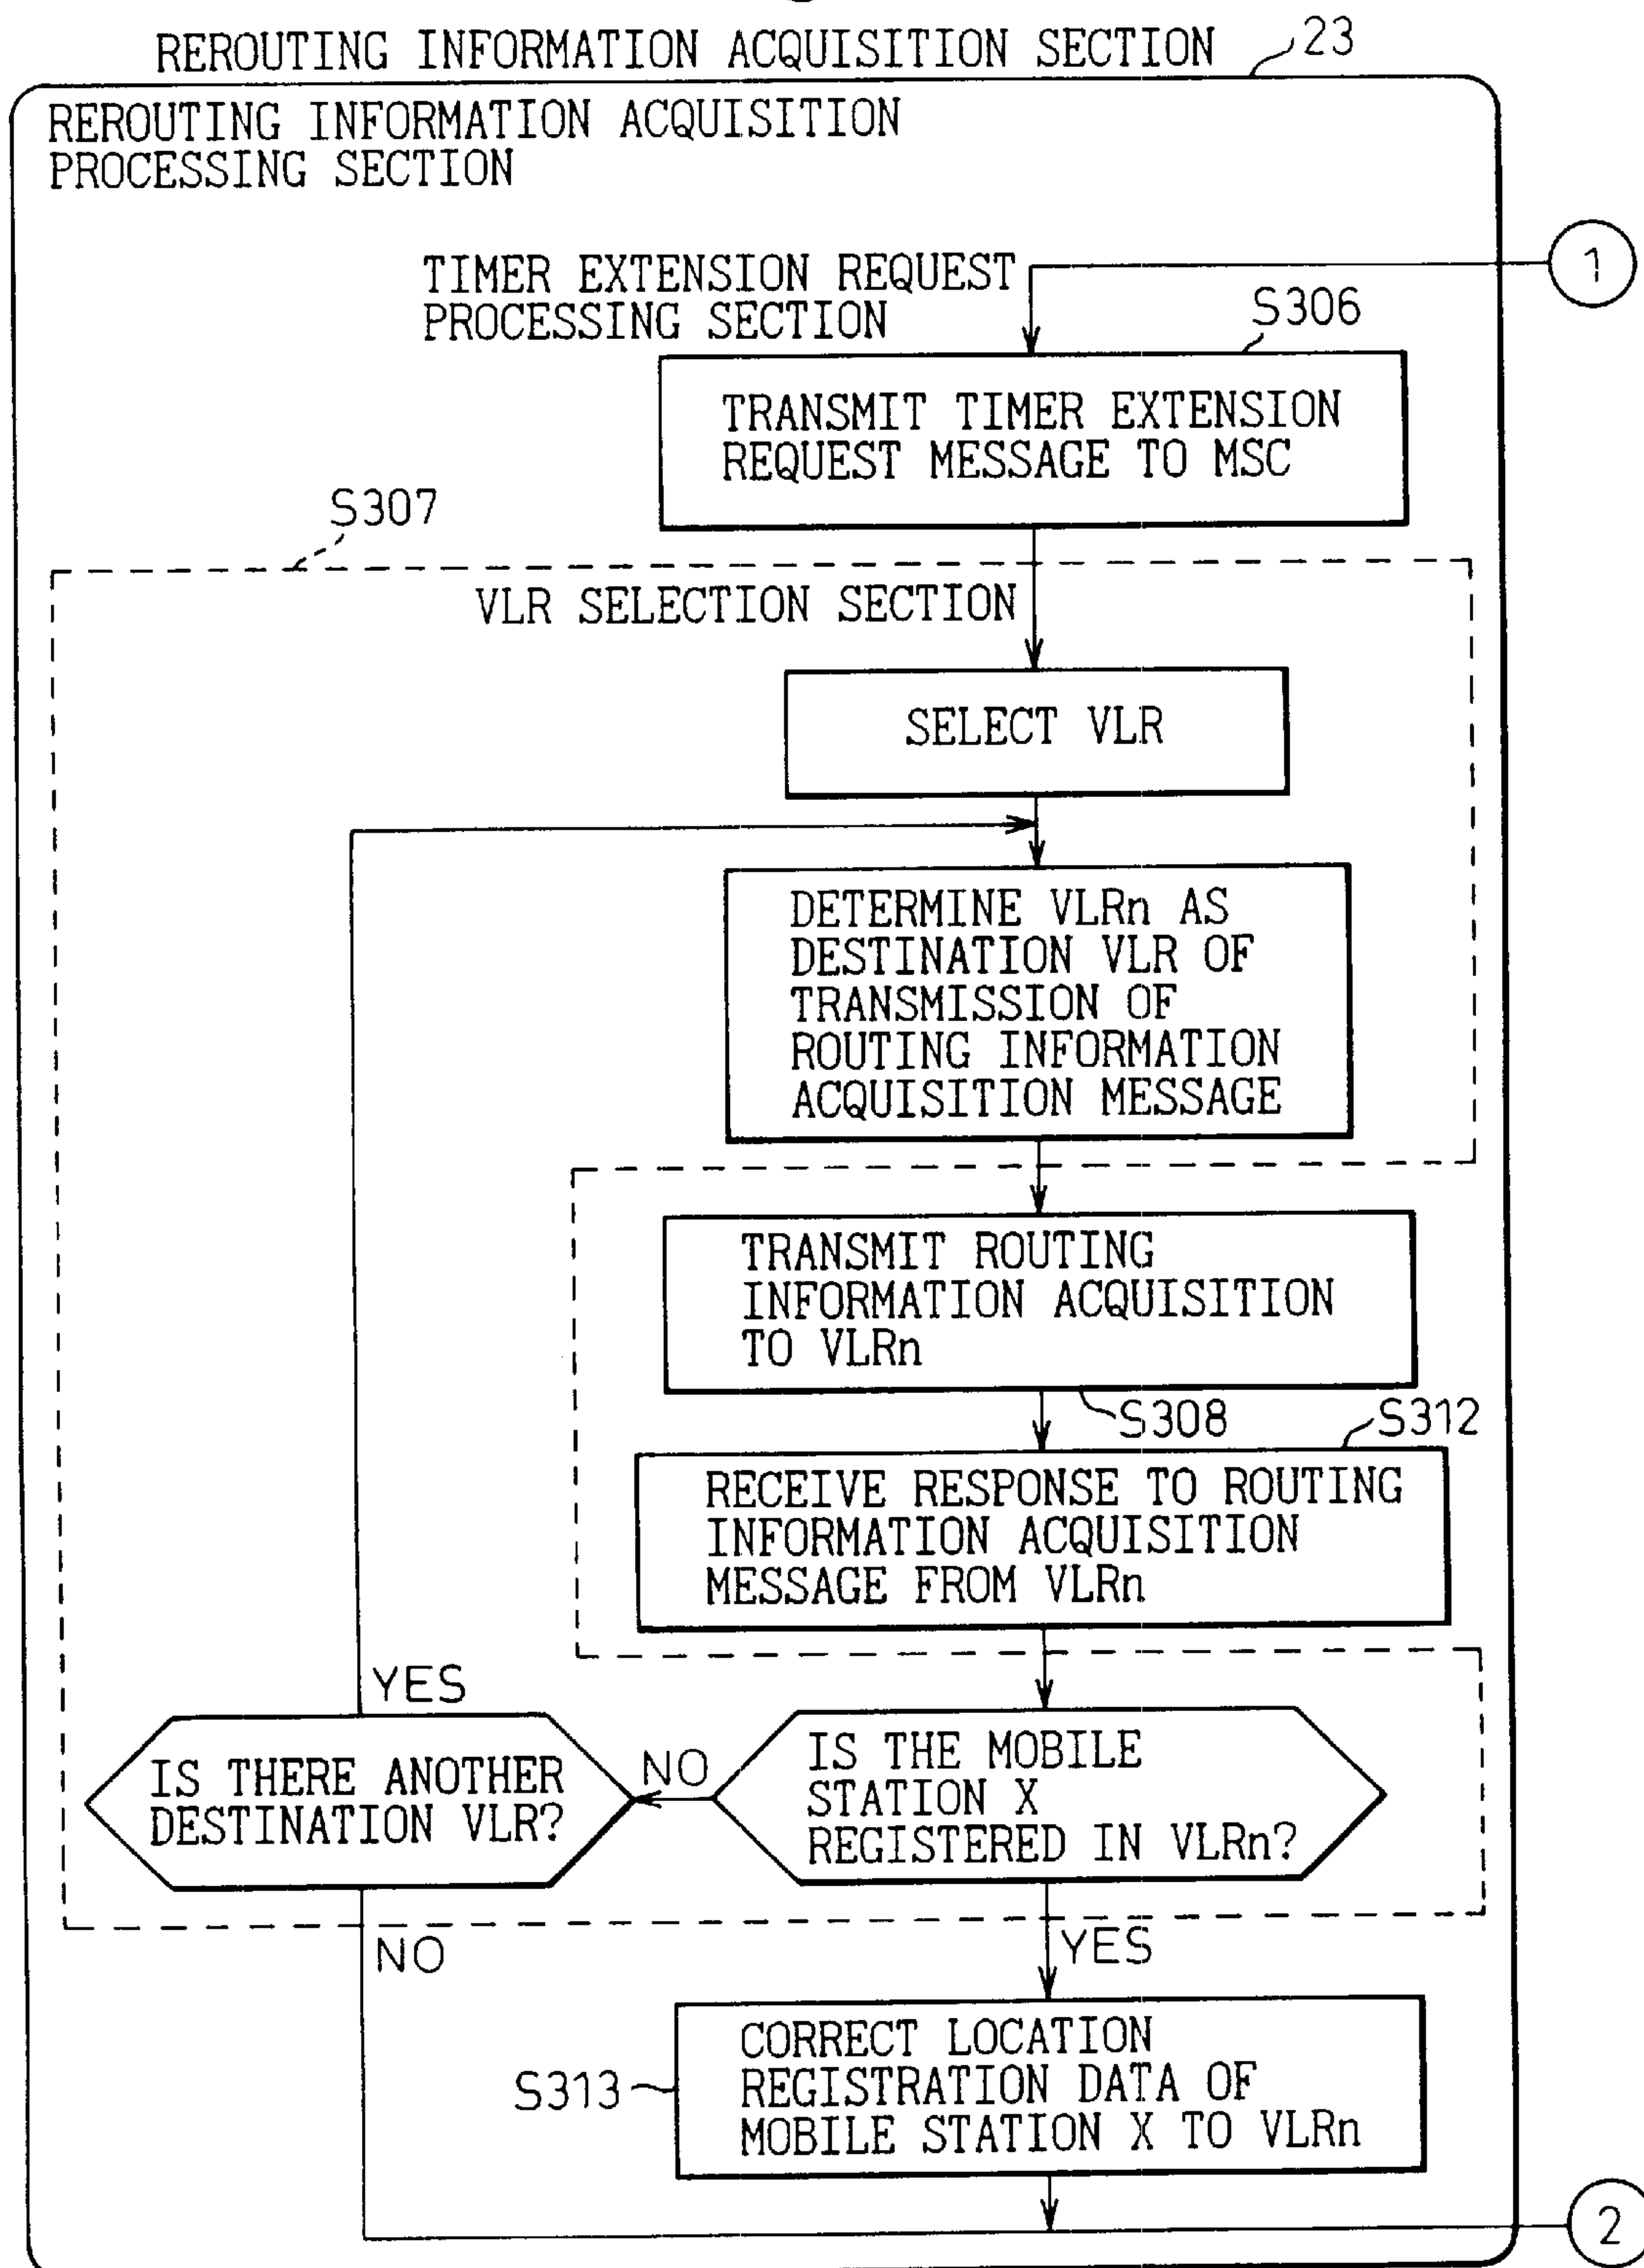 REROUTING INFORMATION ACQUISITION SECTION
23
REROUTING INFORMATION ACQUISITION
PROCESSING SECTION
1
TIMER EXTENSION REQUEST
PROCESSING SECTION
S306
TRANSMIT TIMER EXTENSION
REQUEST MESSAGE TO MSC
S307
VLR SELECTION SECTION
SELECT VLR
DETERMINE VLRn AS
DESTINATION VLR OF
TRANSMISSION OF
ROUTING INFORMATION
ACQUISITION MESSAGE
TRANSMIT ROUTING
INFORMATION ACQUISITION
TO VLRn
S308
S312
RECEIVE RESPONSE TO ROUTING
INFORMATION ACQUISITION
MESSAGE FROM VLRn
YES
IS THERE ANOTHER
DESTINATION VLR?
NO
IS THE MOBILE
STATION X
REGISTERED IN VLRn?
NO
YES
S313
CORRECT LOCATION
REGISTRATION DATA OF
MOBILE STATION X TO VLRn
2